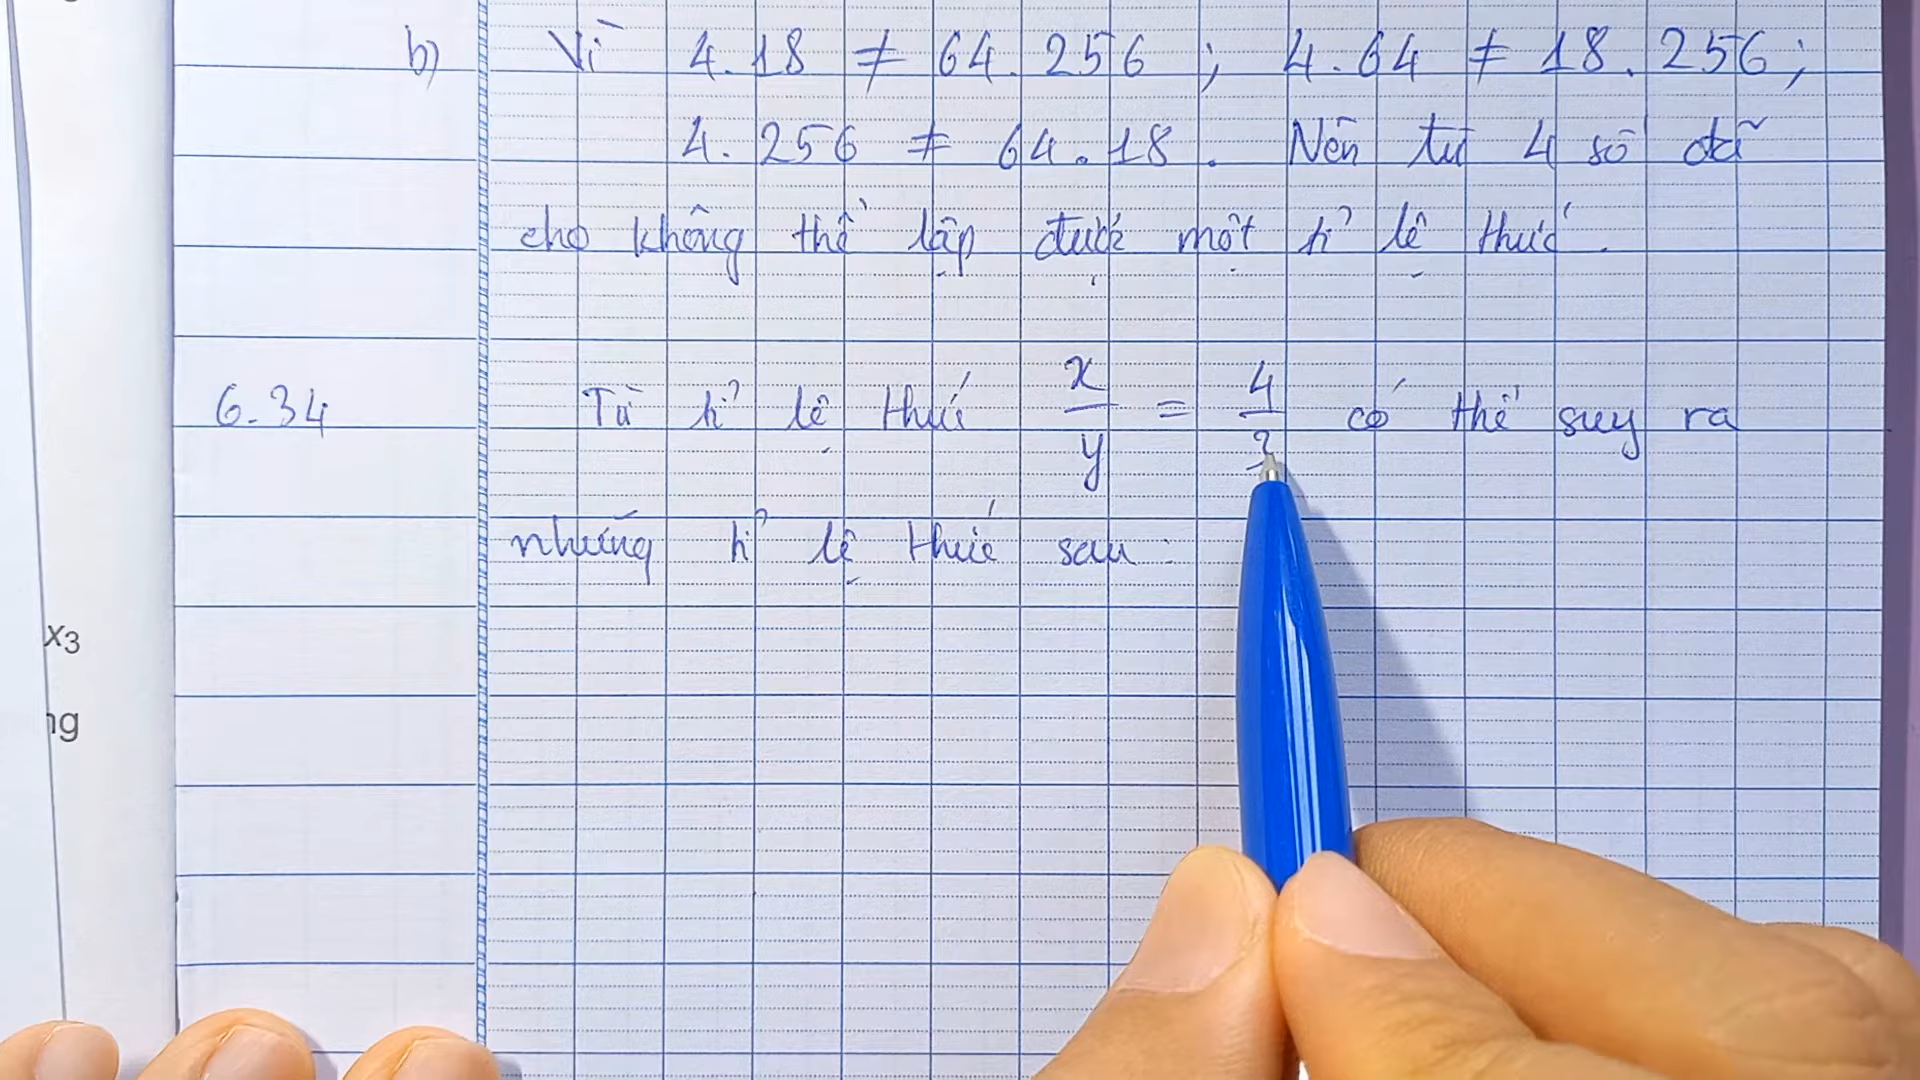 b) Vì 4.18 ≠ 64.256 ; 4.64 ≠ 18.256 ;
4.256 ≠ 64.18 . Nên từ 4 số đã
cho không thể lập được một tỉ lệ thức.
6.34 Từ tỉ lệ thức x/y = 4/3 có thể suy ra
những tỉ lệ thức sau :
x3
ng